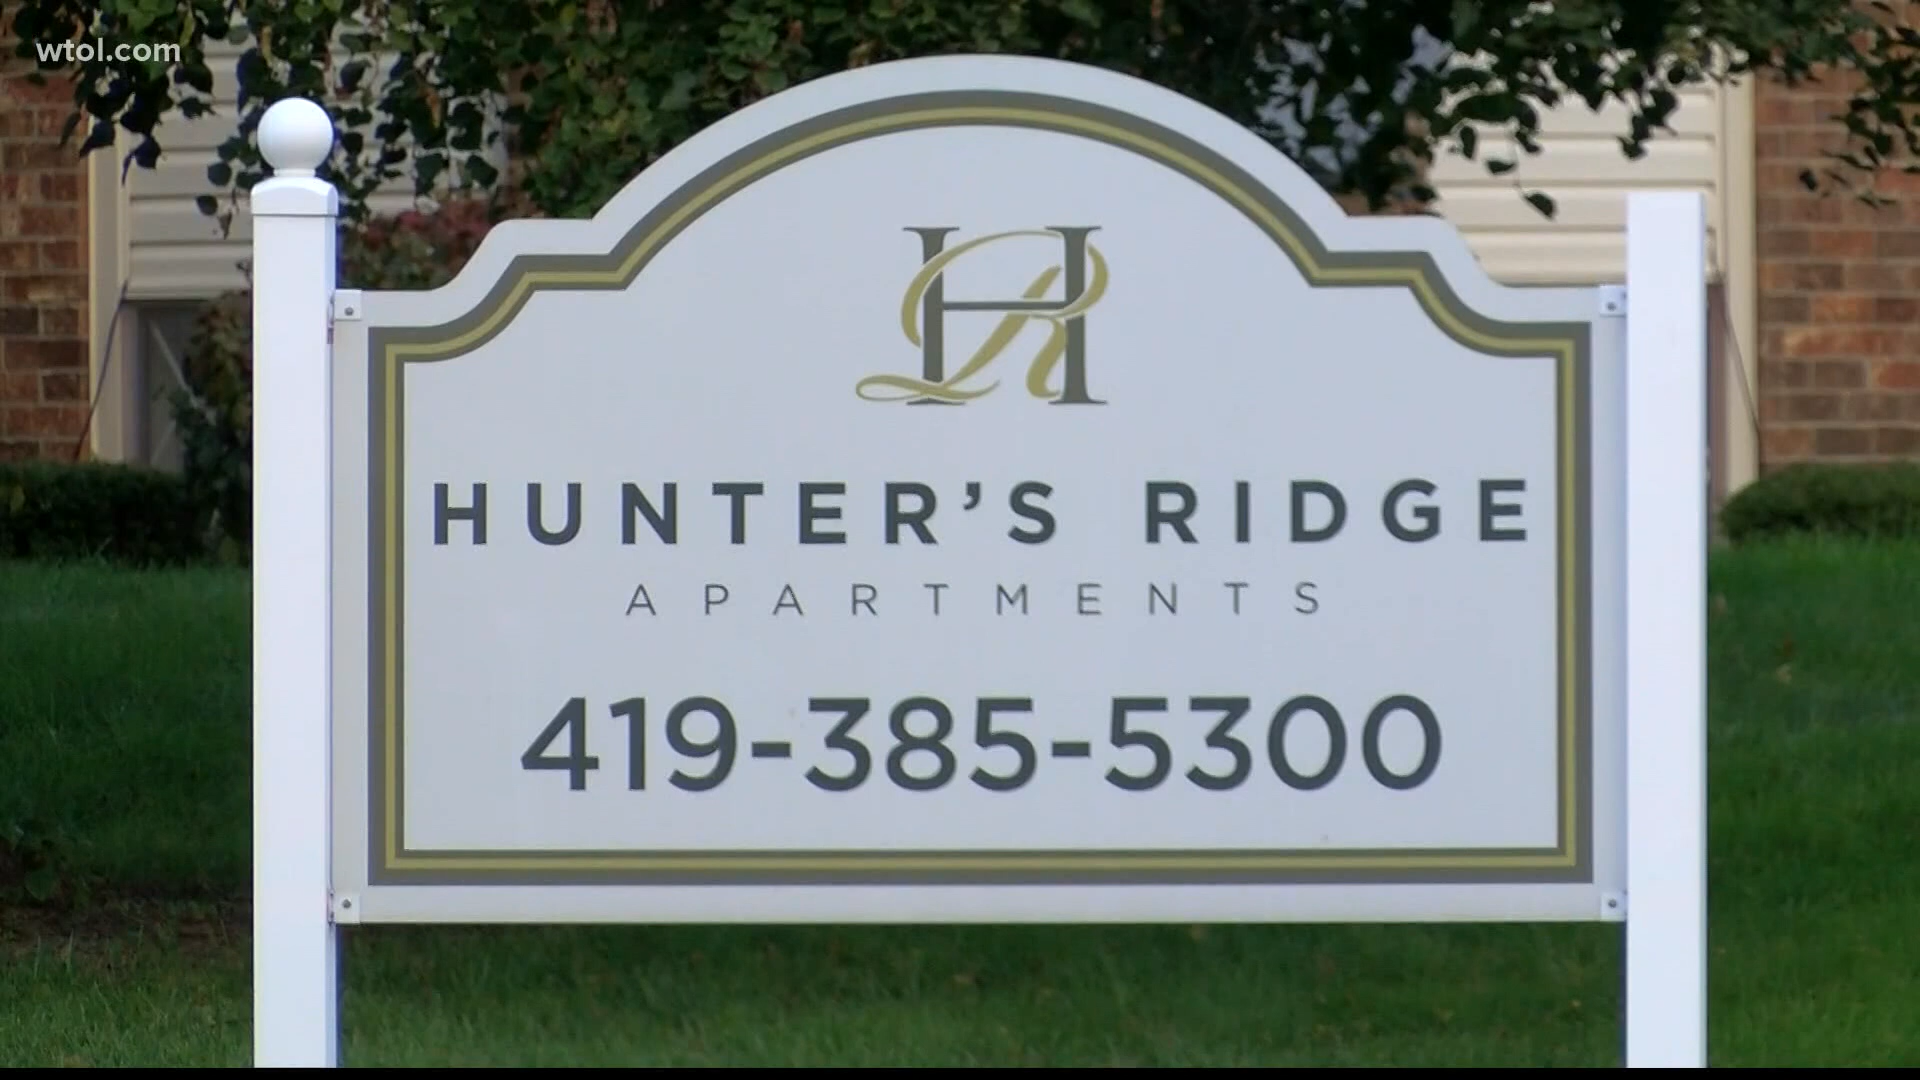 wtol.com
HR
HUNTER'S RIDGE
APARTMENTS
419-385-5300